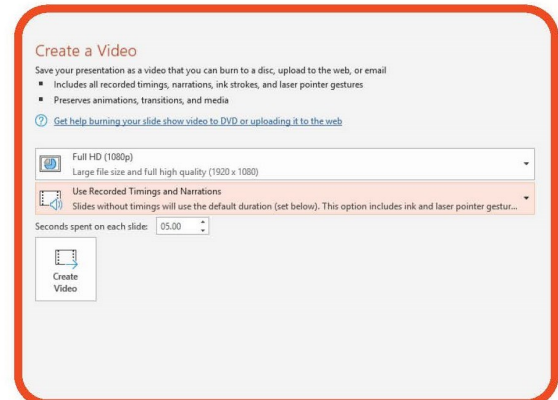 Create a Video
Save your presentation as a video that you can burn to a disc, upload to the web, or email
▪ Includes all recorded timings, narrations, ink strokes, and laser pointer gestures
▪ Preserves animations, transitions, and media
? Get help burning your slide show video to DVD or uploading it to the web
Full HD (1080p)
Large file size and full high quality (1920 x 1080)
Use Recorded Timings and Narrations
Slides without timings will use the default duration (set below). This option includes ink and laser pointer gestur...
Seconds spent on each slide: 05.00
Create
Video